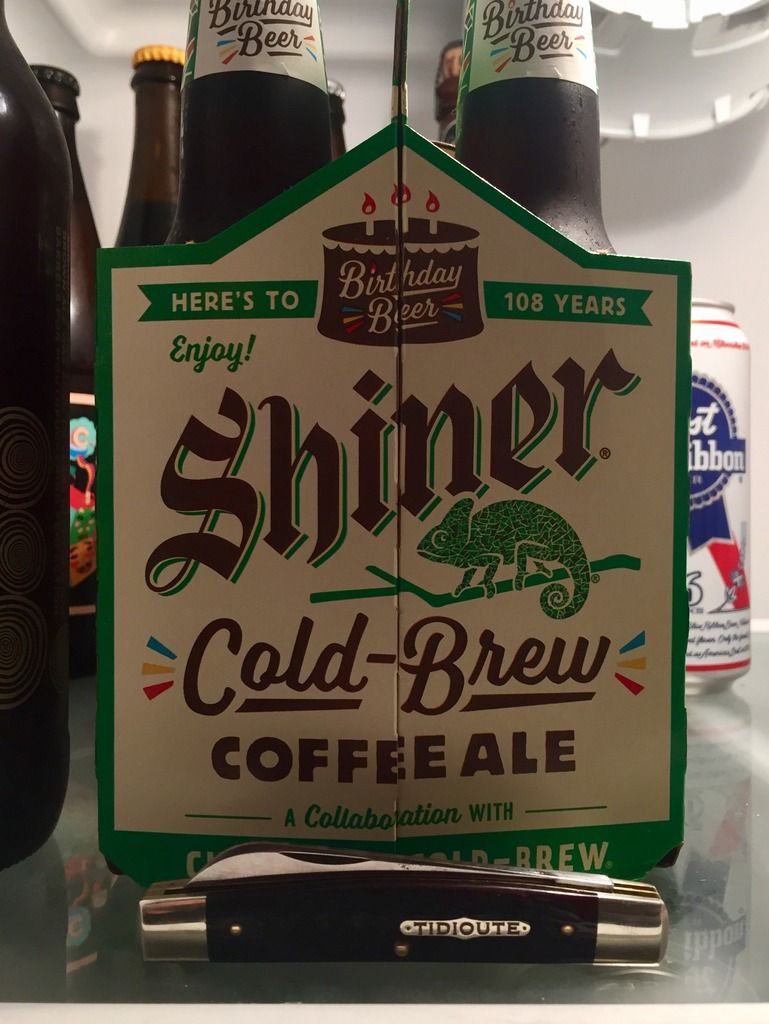 Birthday
Beer
Birthday
Beer
Birthday
Beer
HERE'S TO
108 YEARS
Enjoy!
Shiner®
Cold-Brew
COFFEE ALE
A Collaboration WITH
-BREW®
TIDIOUTE